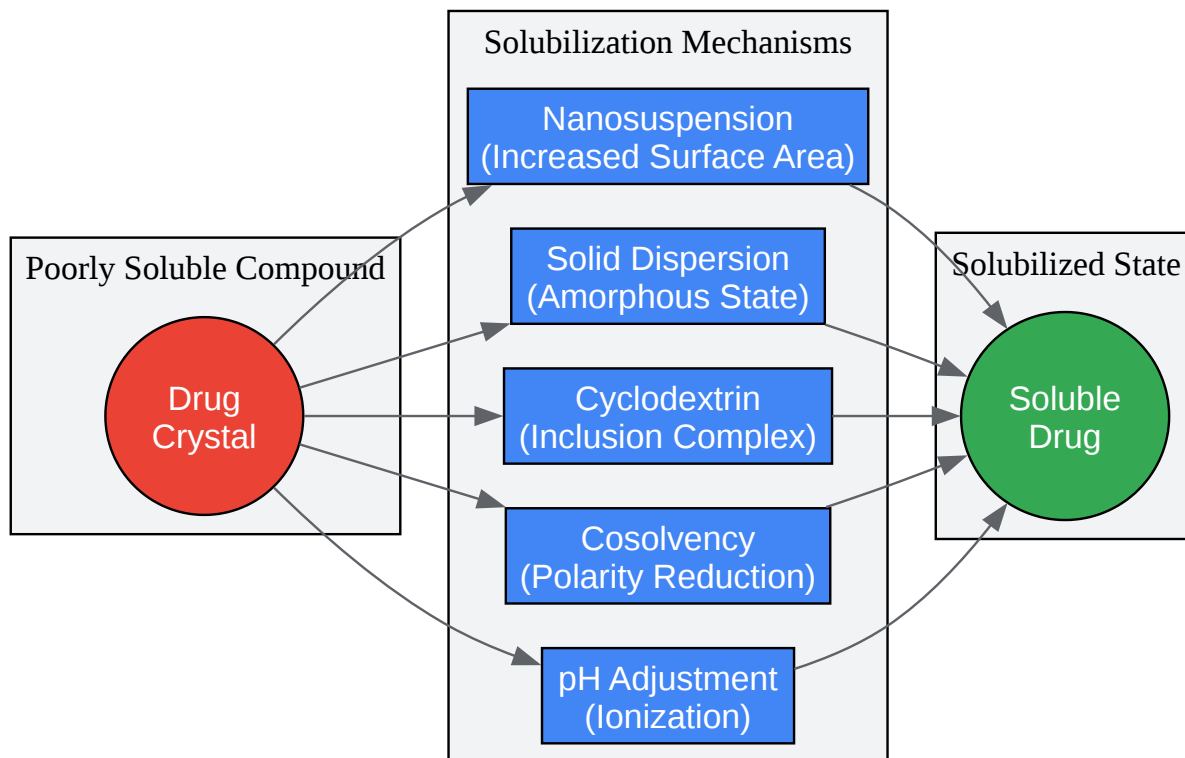 Solubilization Mechanisms
Nanosuspension
(Increased Surface Area)
Poorly Soluble Compound
Drug
Crystal
Solid Dispersion
(Amorphous State)
Cyclodextrin
(Inclusion Complex)
Cosolvency
(Polarity Reduction)
pH Adjustment
(Ionization)
Solubilized State
Soluble
Drug